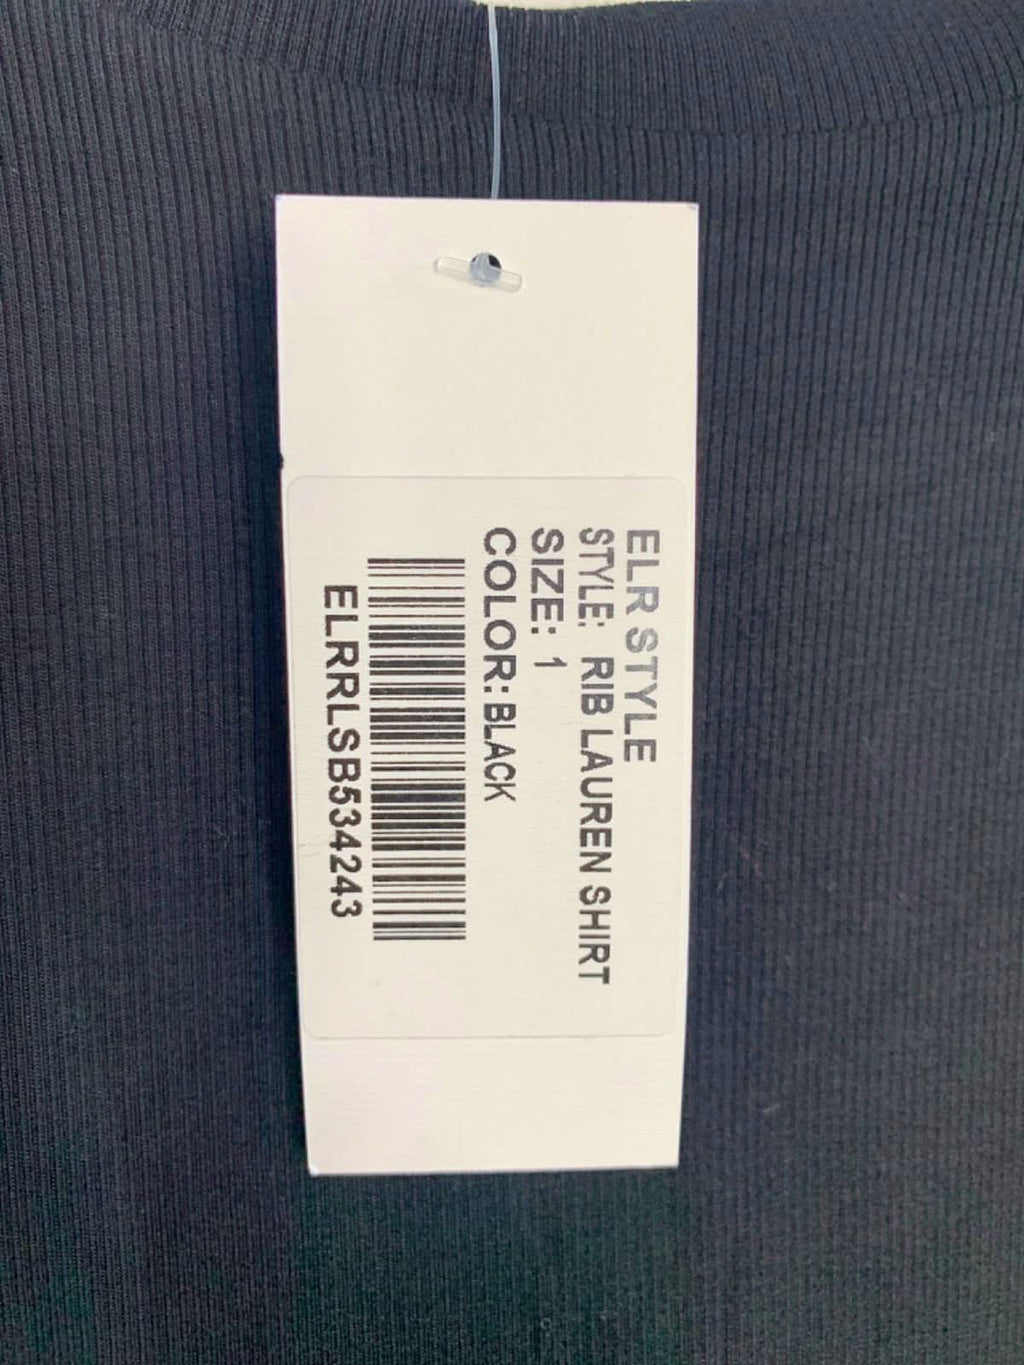 ELR STYLE
STYLE: RIB LAUREN SHIRT
SIZE: 1
COLOR: BLACK
ELRRLSB534243